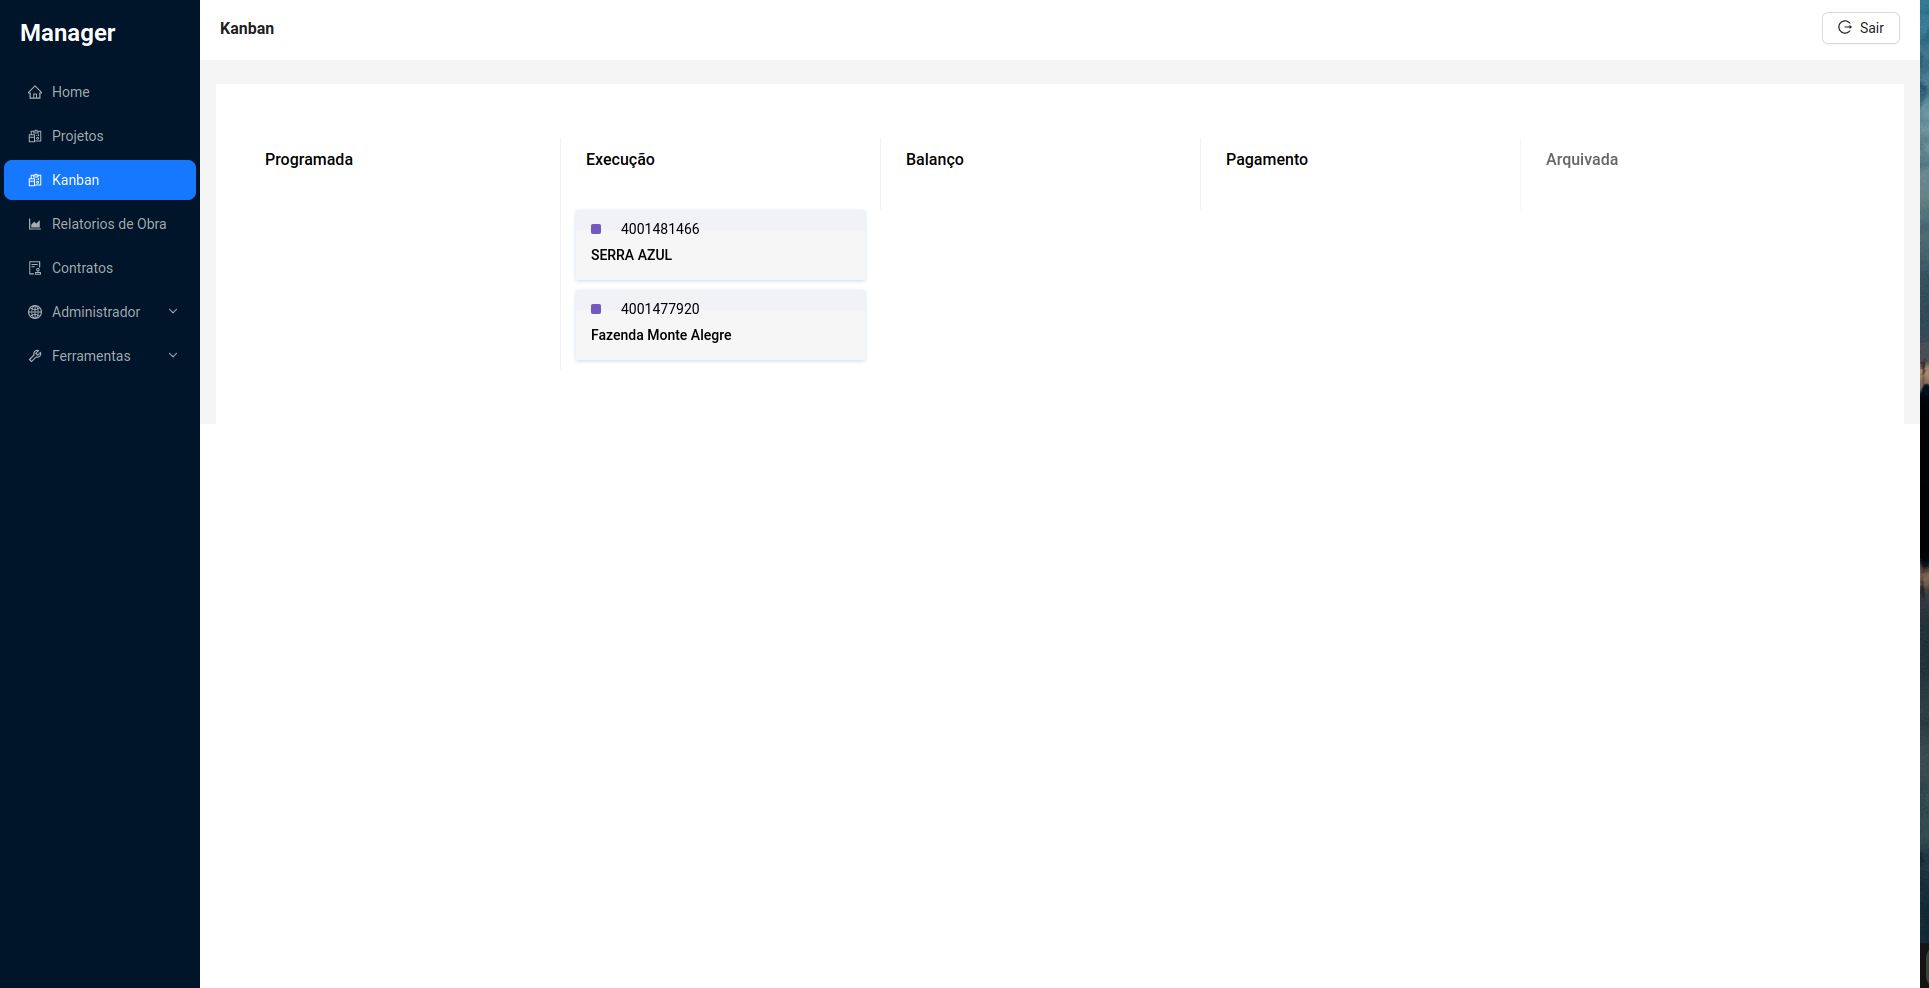 Manager
Home
Projetos
Kanban
Relatorios de Obra
Contratos
Administrador
Ferramentas
Kanban
Sair
Programada
Execução
Balanço
Pagamento
Arquivada
4001481466
SERRA AZUL
4001477920
Fazenda Monte Alegre